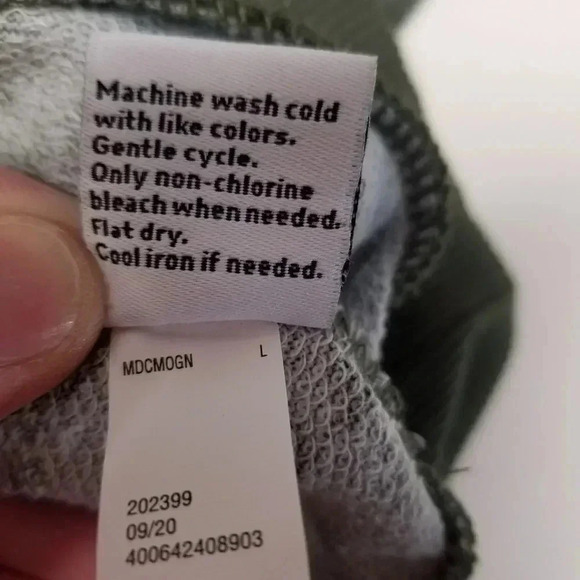 Machine wash cold
with like colors.
Gentle cycle.
Only non-chlorine
bleach when needed.
Flat dry.
Cool iron if needed.
MDCMOGN L
202399
09/20
400642408903